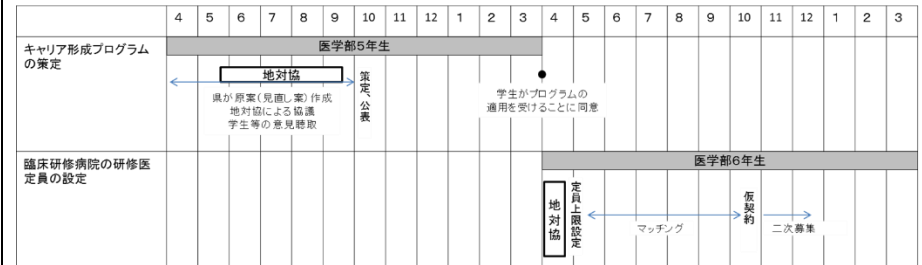 4 5 6 7 8 9 10 11 12 1 2 3 4 5 6 7 8 9 10 11 12 1 2 3
キャリア形成プログラム
の策定
医学部5年生
地対協
県が原案(見直し案)作成
地対協による協議
学生等の意見聴取
策定、公表
学生がプログラムの
適用を受けることに同意
臨床研修病院の研修医
定員の設定
医学部6年生
地対協
定員上限設定
マッチング
仮契約
二次募集